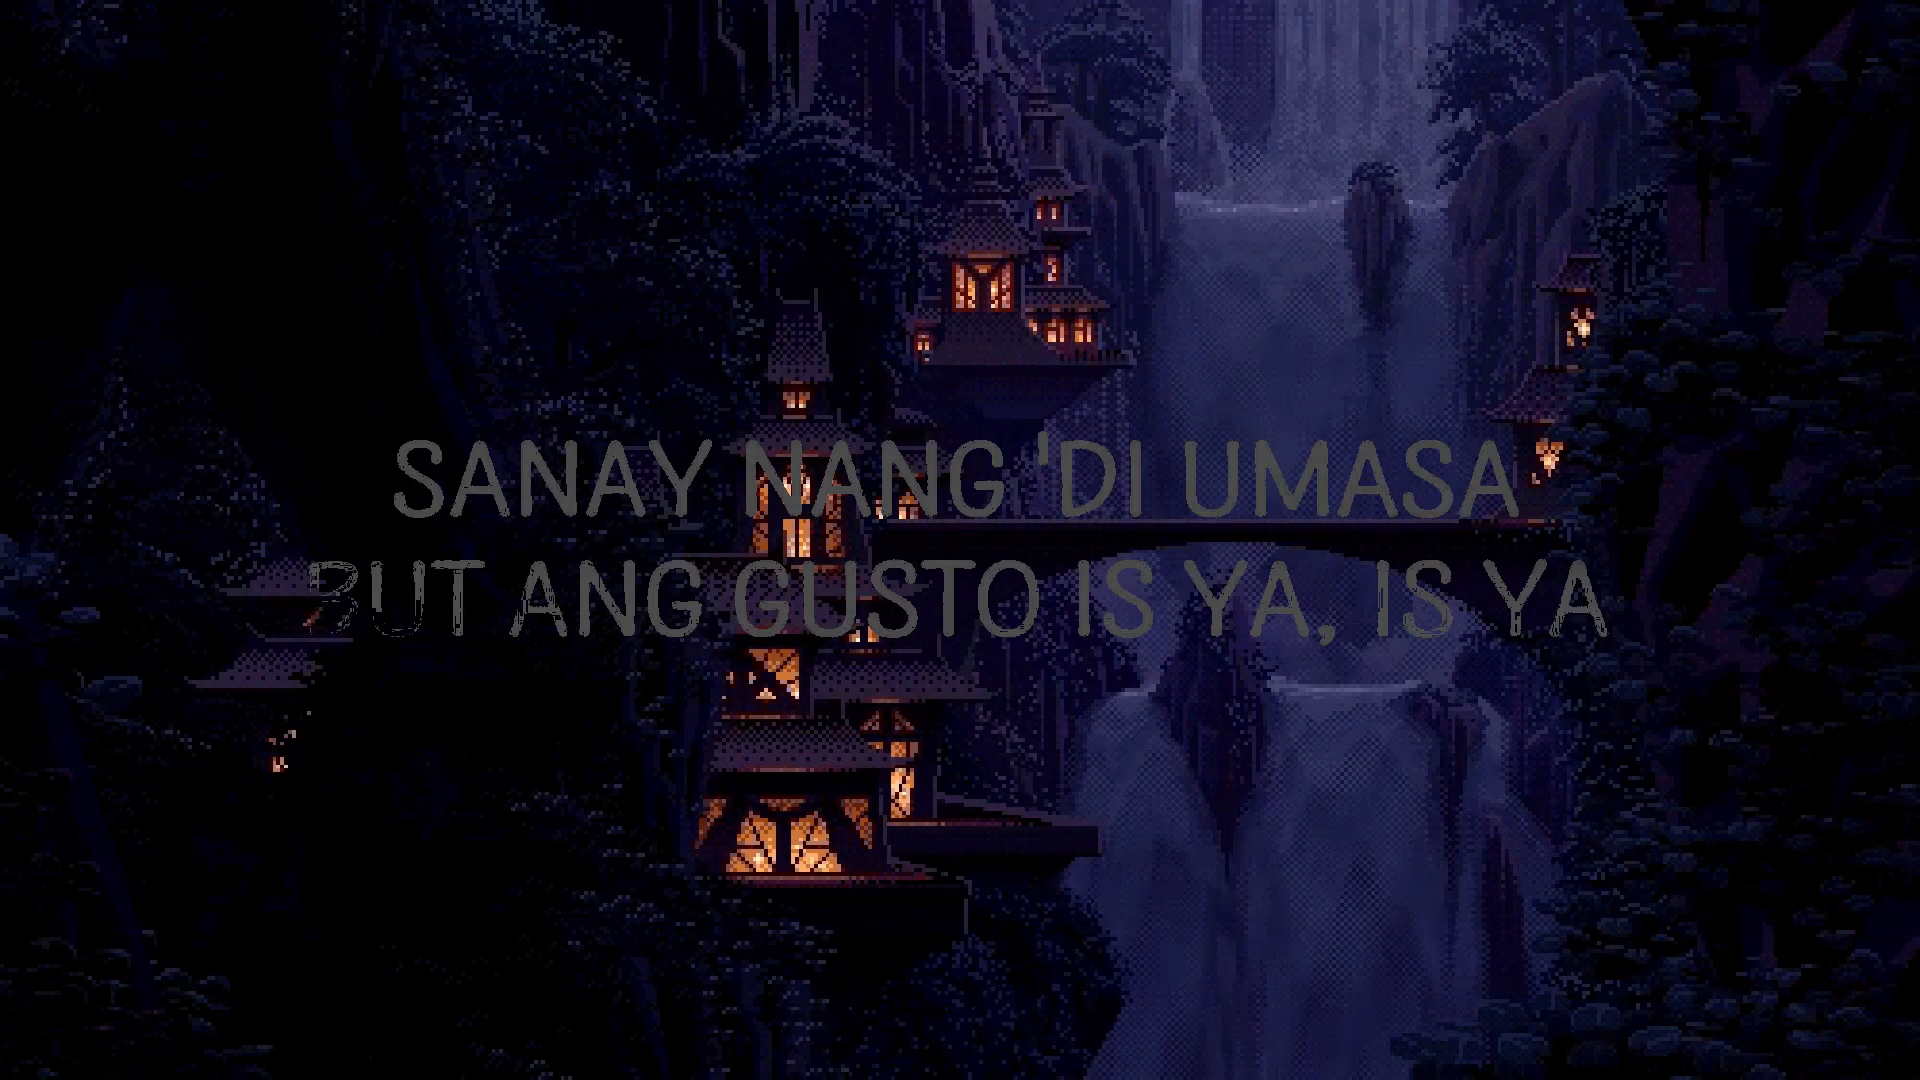 SANAY NANG 'DI UMASA
BUT ANG GUSTO IS YA, IS YA